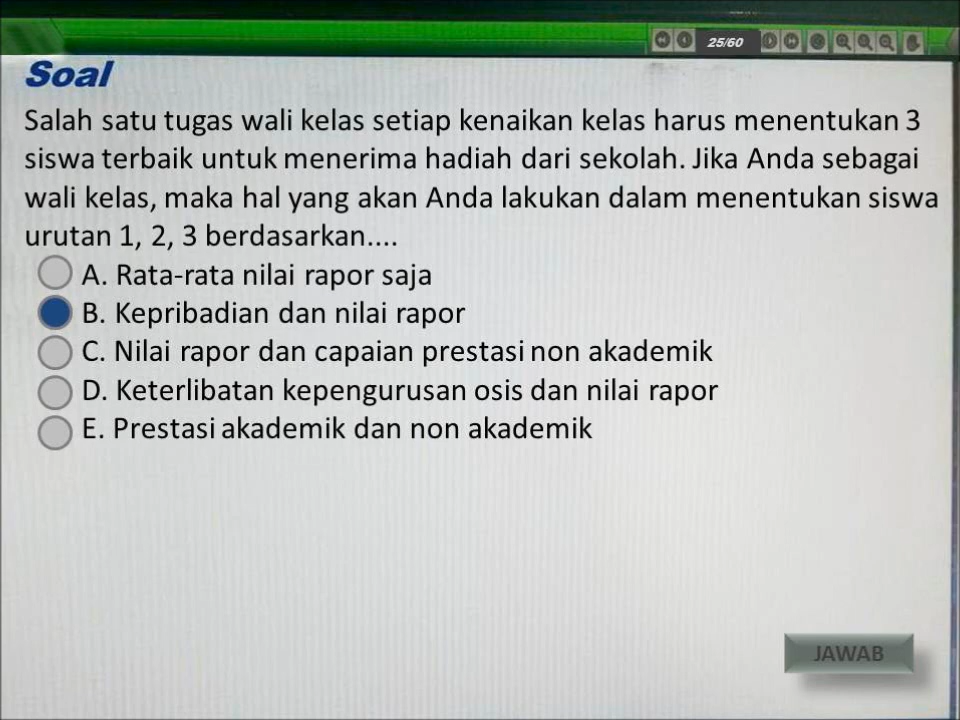 25/60
Soal
Salah satu tugas wali kelas setiap kenaikan kelas harus menentukan 3
siswa terbaik untuk menerima hadiah dari sekolah. Jika Anda sebagai
wali kelas, maka hal yang akan Anda lakukan dalam menentukan siswa
urutan 1, 2, 3 berdasarkan....
A. Rata-rata nilai rapor saja
B. Kepribadian dan nilai rapor
C. Nilai rapor dan capaian prestasi non akademik
D. Keterlibatan kepengurusan osis dan nilai rapor
E. Prestasi akademik dan non akademik
JAWAB